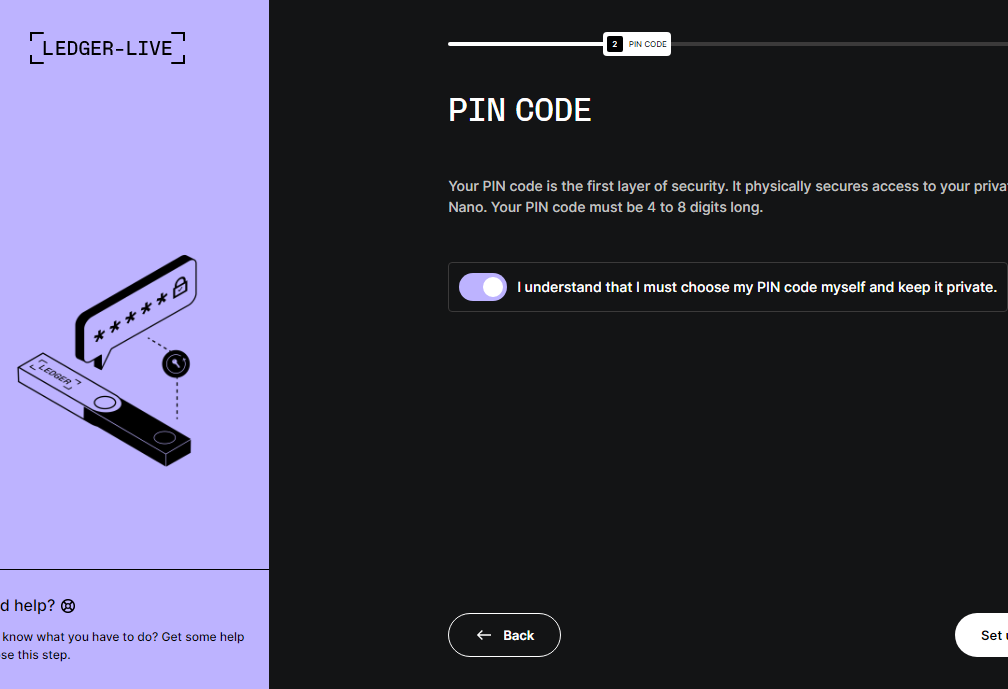 LEDGER-LIVE
2 PIN CODE
PIN CODE
Your PIN code is the first layer of security. It physically secures access to your
Nano. Your PIN code must be 4 to 8 digits long.
I understand that I must choose my PIN code myself and keep it private.
* * * * *
LEDGER
help?
know what you have to do? Get some help
this step.
Back
Set